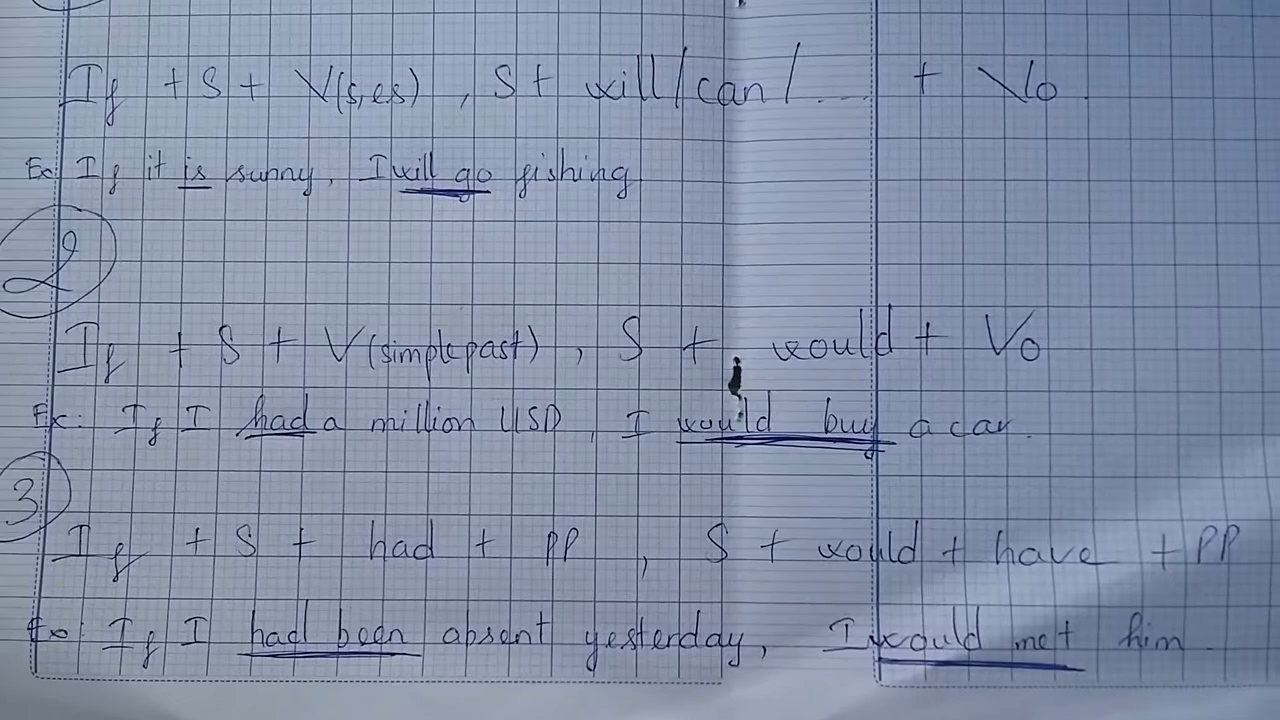 If + S + V(s,es) , S + will/can/.... + Vo
Ex: If it is sunny, I will go fishing
2
If + S + V(simple past) , S + would + Vo
Ex: If I had a million USD, I would buy a car.
3
If + S + had + PP , S + would + have + PP
Ex: If I had been absent yesterday, I would met him.